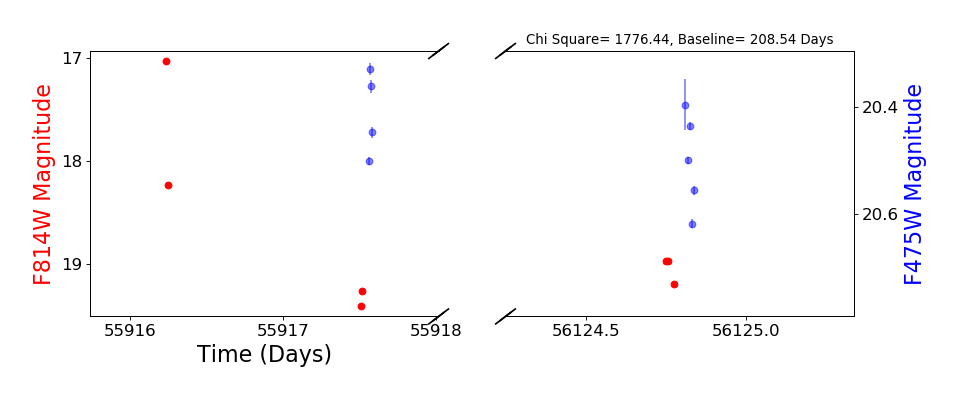 Chi Square= 1776.44, Baseline= 208.54 Days
F814W Magnitude
17
18
19
20.4
20.6
F475W Magnitude
55916 55917 55918 56124.5 56125.0
Time (Days)